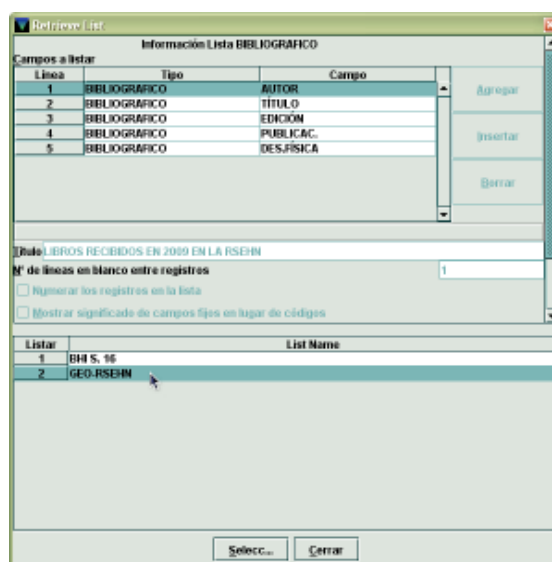 Retrieve List
Información Lista BIBLIOGRAFICO
Campos a listar
Línea Tipo Campo
1 BIBLIOGRAFICO AUTOR
2 BIBLIOGRAFICO TÍTULO
3 BIBLIOGRAFICO EDICIÓN
4 BIBLIOGRAFICO PUBLICAC.
5 BIBLIOGRAFICO DES.FÍSICA
Agregar
Insertar
Borrar
Título LIBROS RECIBIDOS EN 2009 EN LA RSEHN
Nº de líneas en blanco entre registros 1
Numerar los registros en la lista
Mostrar significado de campos fijos en lugar de códigos
Listar List Name
1 BHI S. 16
2 GEO-RSEHN
Selecc... Cerrar